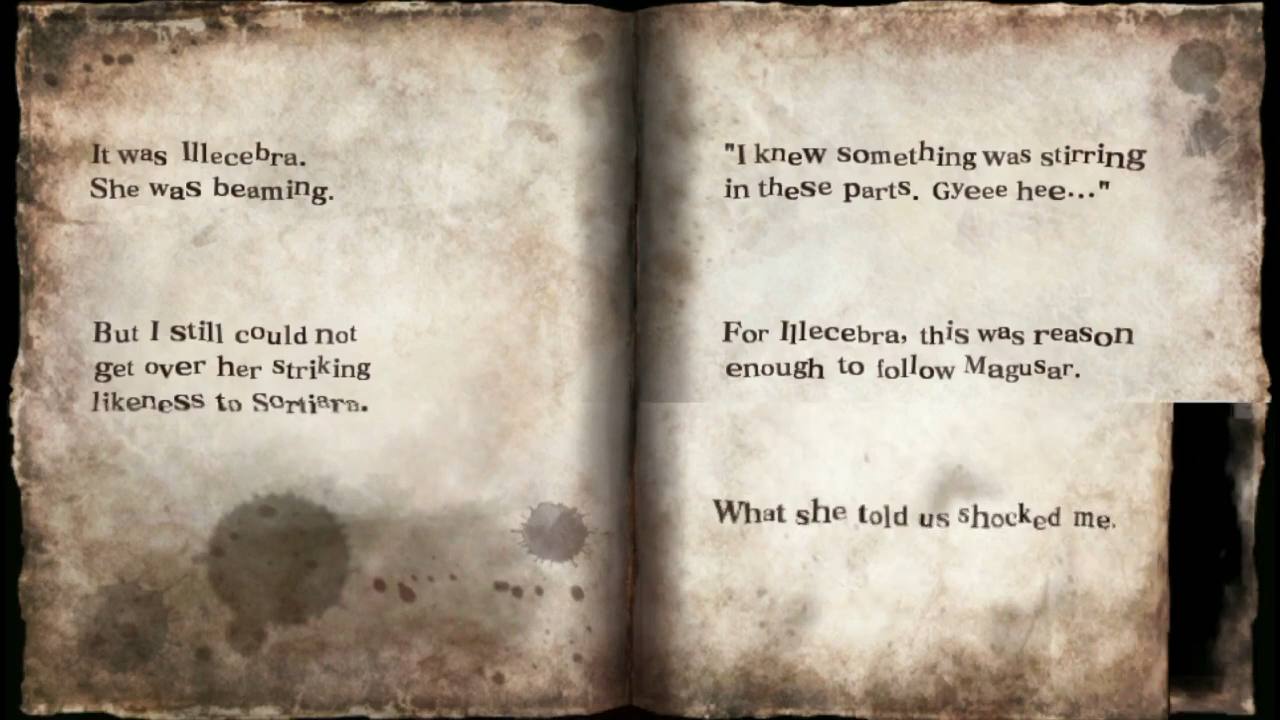 It was Illecebra.
She was beaming.
But I still could not
get over her striking
likeness to Sortiara.
"I knew something was stirring
in these parts. Gyeee hee..."
For Illecebra, this was reason
enough to follow Magusar.
What she told us shocked me.